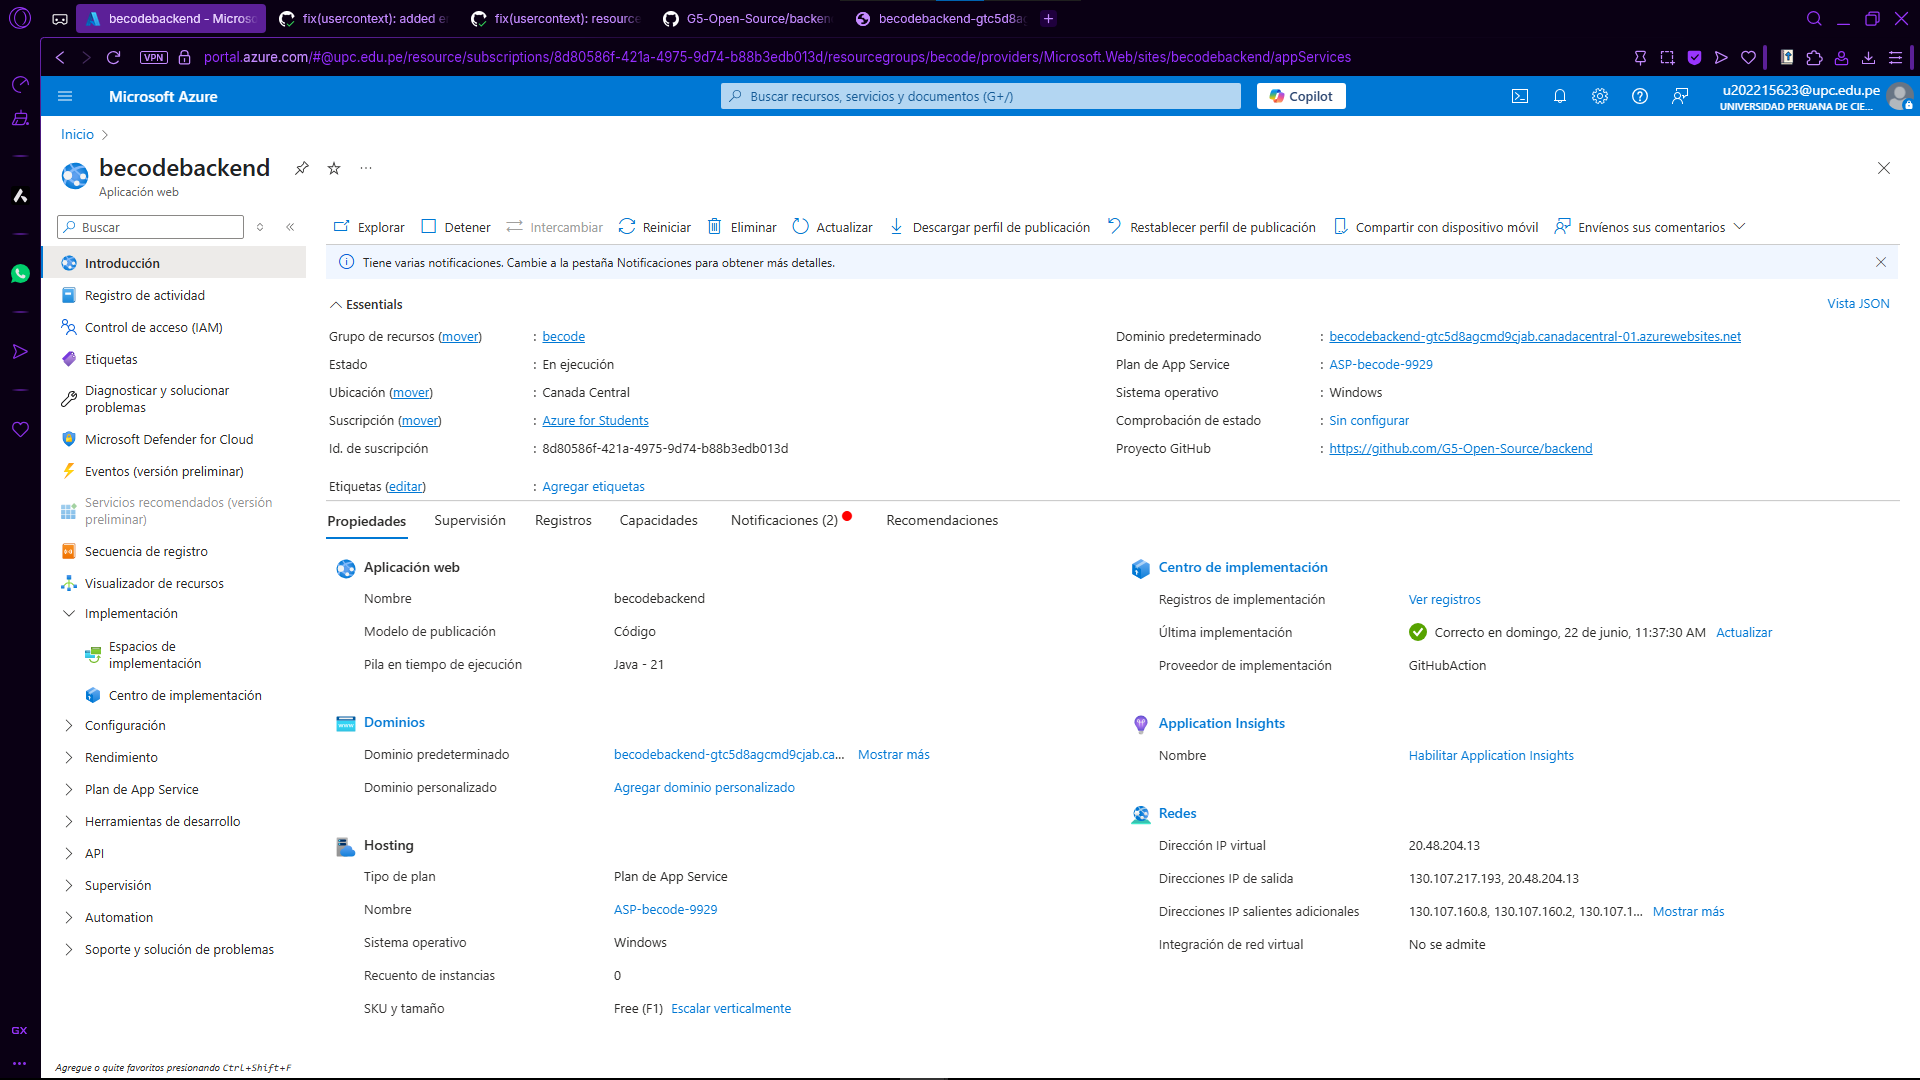 becodebackend - Microso
fix(usercontext): added e
fix(usercontext): resource
G5-Open-Source/backen
becodebackend-gtc5d8ag
VPN
portal.azure.com/#@upc.edu.pe/resource/subscriptions/8d80586f-421a-4975-9d74-b88b3edb013d/resourcegroups/becode/providers/Microsoft.Web/sites/becodebackend/appServices
Microsoft Azure
Buscar recursos, servicios y documentos (G+/)
Copilot
u202215623@upc.edu.pe
UNIVERSIDAD PERUANA DE CIE...
Inicio
becodebackend
Aplicación web
Buscar
Explorar
Detener
Intercambiar
Reiniciar
Eliminar
Actualizar
Descargar perfil de publicación
Restablecer perfil de publicación
Compartir con dispositivo móvil
Envíenos sus comentarios
Tiene varias notificaciones. Cambie a la pestaña Notificaciones para obtener más detalles.
Introducción
Registro de actividad
Control de acceso (IAM)
Etiquetas
Diagnosticar y solucionar
problemas
Microsoft Defender for Cloud
Eventos (versión preliminar)
Servicios recomendados (versión
preliminar)
Secuencia de registro
Visualizador de recursos
Implementación
Espacios de
implementación
Centro de implementación
Configuración
Rendimiento
Plan de App Service
Herramientas de desarrollo
API
Supervisión
Automation
Soporte y solución de problemas
Essentials
Vista JSON
Grupo de recursos (mover) : becode
Estado : En ejecución
Ubicación (mover) : Canada Central
Suscripción (mover) : Azure for Students
Id. de suscripción : 8d80586f-421a-4975-9d74-b88b3edb013d
Etiquetas (editar) : Agregar etiquetas
Dominio predeterminado : becodebackend-gtc5d8agcmd9cjab.canadacentral-01.azurewebsites.net
Plan de App Service : ASP-becode-9929
Sistema operativo : Windows
Comprobación de estado : Sin configurar
Proyecto GitHub : https://github.com/G5-Open-Source/backend
Propiedades
Supervisión
Registros
Capacidades
Notificaciones (2)
Recomendaciones
Aplicación web
Nombre becodebackend
Modelo de publicación Código
Pila en tiempo de ejecución Java - 21
Dominios
Dominio predeterminado becodebackend-gtc5d8agcmd9cjab.ca... Mostrar más
Dominio personalizado Agregar dominio personalizado
Hosting
Tipo de plan Plan de App Service
Nombre ASP-becode-9929
Sistema operativo Windows
Recuento de instancias 0
SKU y tamaño Free (F1) Escalar verticalmente
Centro de implementación
Registros de implementación Ver registros
Última implementación Correcto en domingo, 22 de junio, 11:37:30 AM Actualizar
Proveedor de implementación GitHubAction
Application Insights
Nombre Habilitar Application Insights
Redes
Dirección IP virtual 20.48.204.13
Direcciones IP de salida 130.107.217.193, 20.48.204.13
Direcciones IP salientes adicionales 130.107.160.8, 130.107.160.2, 130.107.1... Mostrar más
Integración de red virtual No se admite
GX
Agregue o quite favoritos presionando Ctrl+Shift+F